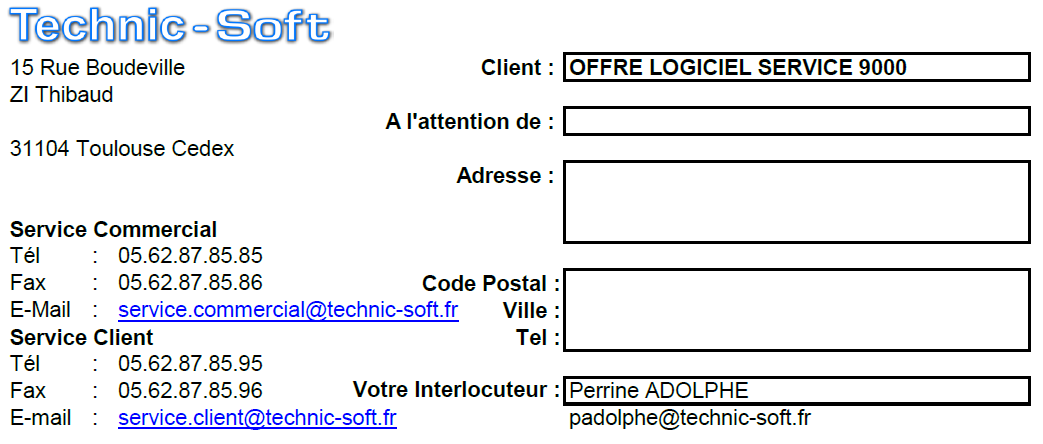 Technic-Soft
15 Rue Boudeville
ZI Thibaud
31104 Toulouse Cedex
Service Commercial
Tél : 05.62.87.85.85
Fax : 05.62.87.85.86
E-Mail : service.commercial@technic-soft.fr
Service Client
Tél : 05.62.87.85.95
Fax : 05.62.87.85.96
E-mail : service.client@technic-soft.fr
Client : OFFRE LOGICIEL SERVICE 9000
A l'attention de :
Adresse :
Code Postal :
Ville :
Tel :
Votre Interlocuteur : Perrine ADOLPHE
padolphe@technic-soft.fr